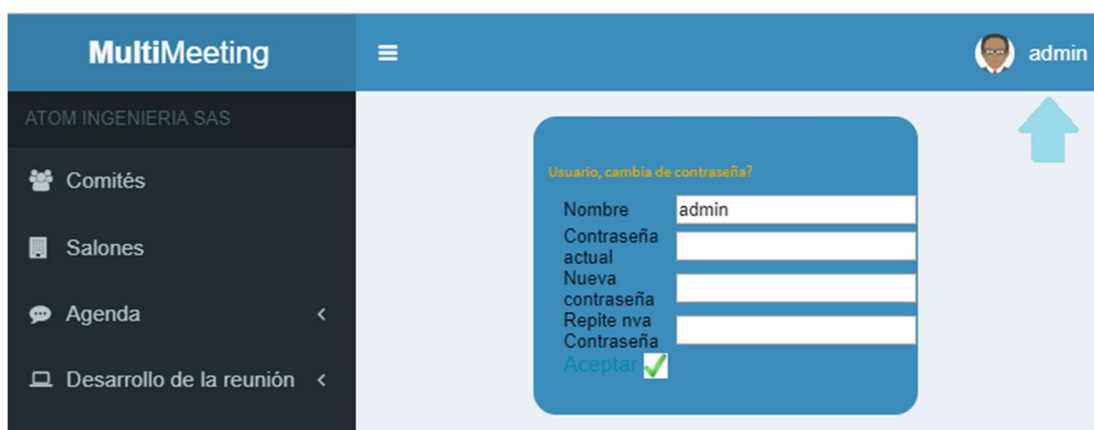 MultiMeeting
admin
ATOM INGENIERIA SAS
Comités
Salones
Agenda
Desarrollo de la reunión
Usuario, cambia de contraseña?
Nombre admin
Contraseña
actual
Nueva
contraseña
Repite nva
Contraseña
Aceptar